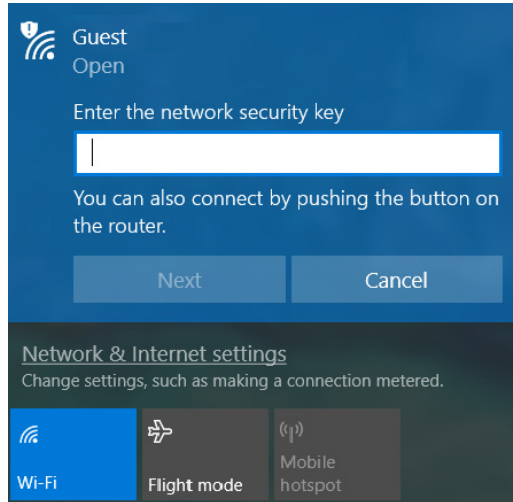 Guest
Open
Enter the network security key
You can also connect by pushing the button on
the router.
Next
Cancel
Network & Internet settings
Change settings, such as making a connection metered.
Wi-Fi
Flight mode
Mobile
hotspot